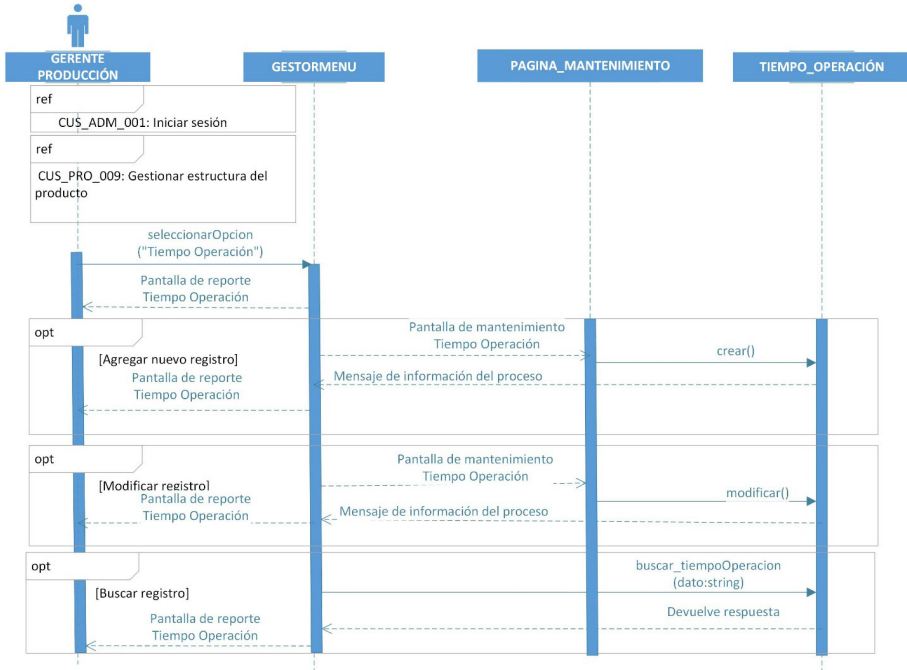 GERENTE
PRODUCCIÓN
GESTORMENU
PAGINA_MANTENIMIENTO
TIEMPO_OPERACIÓN
ref
CUS_ADM_001: Iniciar sesión
ref
CUS_PRO_009: Gestionar estructura del
producto
seleccionarOpcion
("Tiempo Operación")
Pantalla de reporte
Tiempo Operación
opt
[Agregar nuevo registro]
Pantalla de mantenimiento
Tiempo Operación
crear()
Mensaje de información del proceso
Pantalla de reporte
Tiempo Operación
opt
[Modificar registro]
Pantalla de mantenimiento
Tiempo Operación
modificar()
Mensaje de información del proceso
Pantalla de reporte
Tiempo Operación
opt
[Buscar registro]
buscar_tiempoOperacion
(dato:string)
Devuelve respuesta
Pantalla de reporte
Tiempo Operación